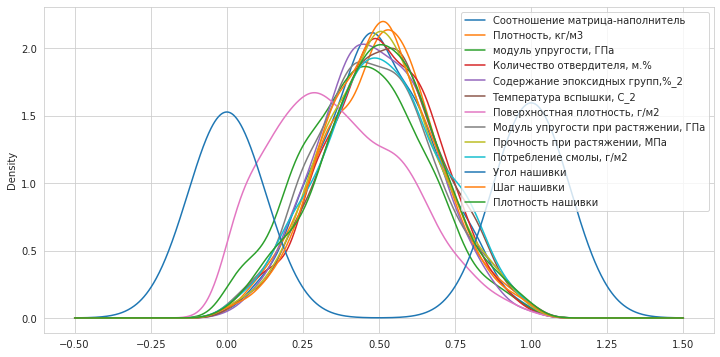 Density
2.0
1.5
1.0
0.5
0.0
−0.50
−0.25
0.00
0.25
0.50
0.75
1.00
1.25
1.50
Соотношение матрица-наполнитель
Плотность, кг/м3
модуль упругости, ГПа
Количество отвердителя, м.%
Содержание эпоксидных групп,%_2
Температура вспышки, С_2
Поверхностная плотность, г/м2
Модуль упругости при растяжении, ГПа
Прочность при растяжении, МПа
Потребление смолы, г/м2
Угол нашивки
Шаг нашивки
Плотность нашивки